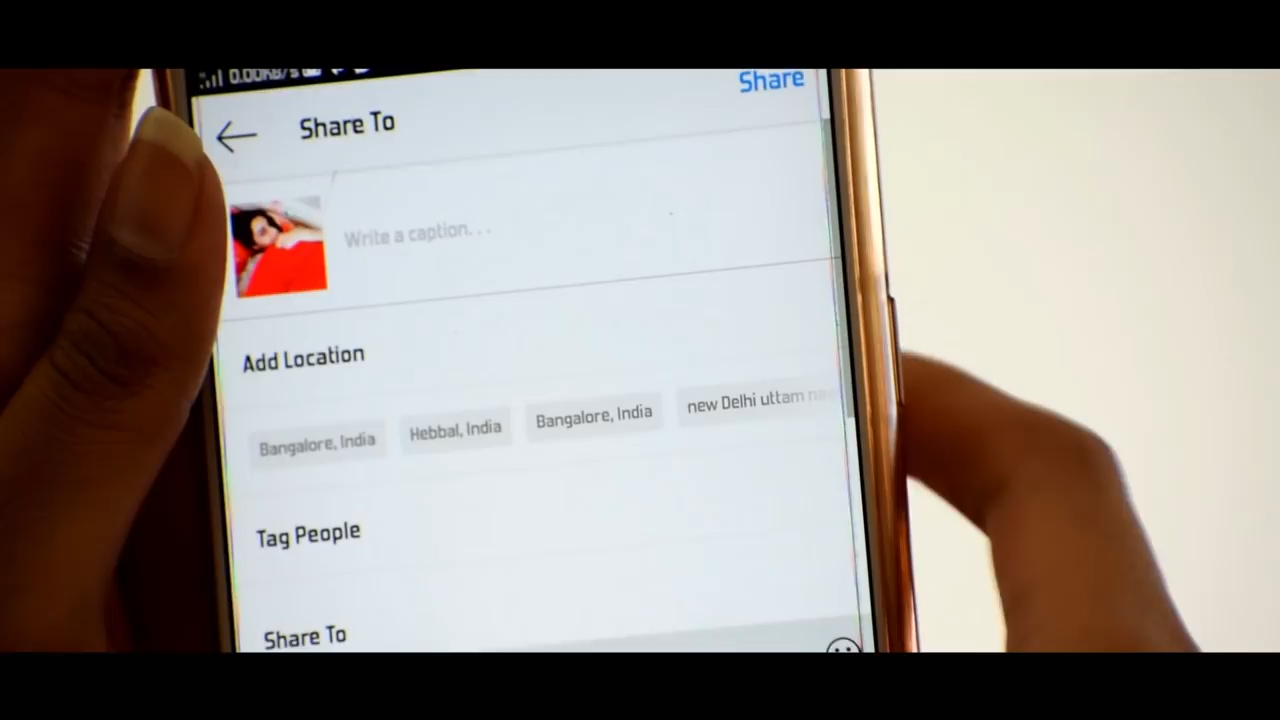 0.00KB/s
Share
Share To
Write a caption...
Add Location
Bangalore, India
Hebbal, India
Bangalore, India
new Delhi uttam
Tag People
Share To